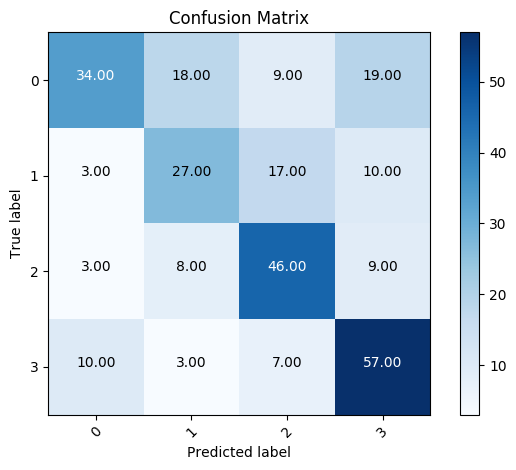 Confusion Matrix
0 34.00 18.00 9.00 19.00
1 3.00 27.00 17.00 10.00
2 3.00 8.00 46.00 9.00
3 10.00 3.00 7.00 57.00
0 1 2 3
True label
Predicted label
50
40
30
20
10